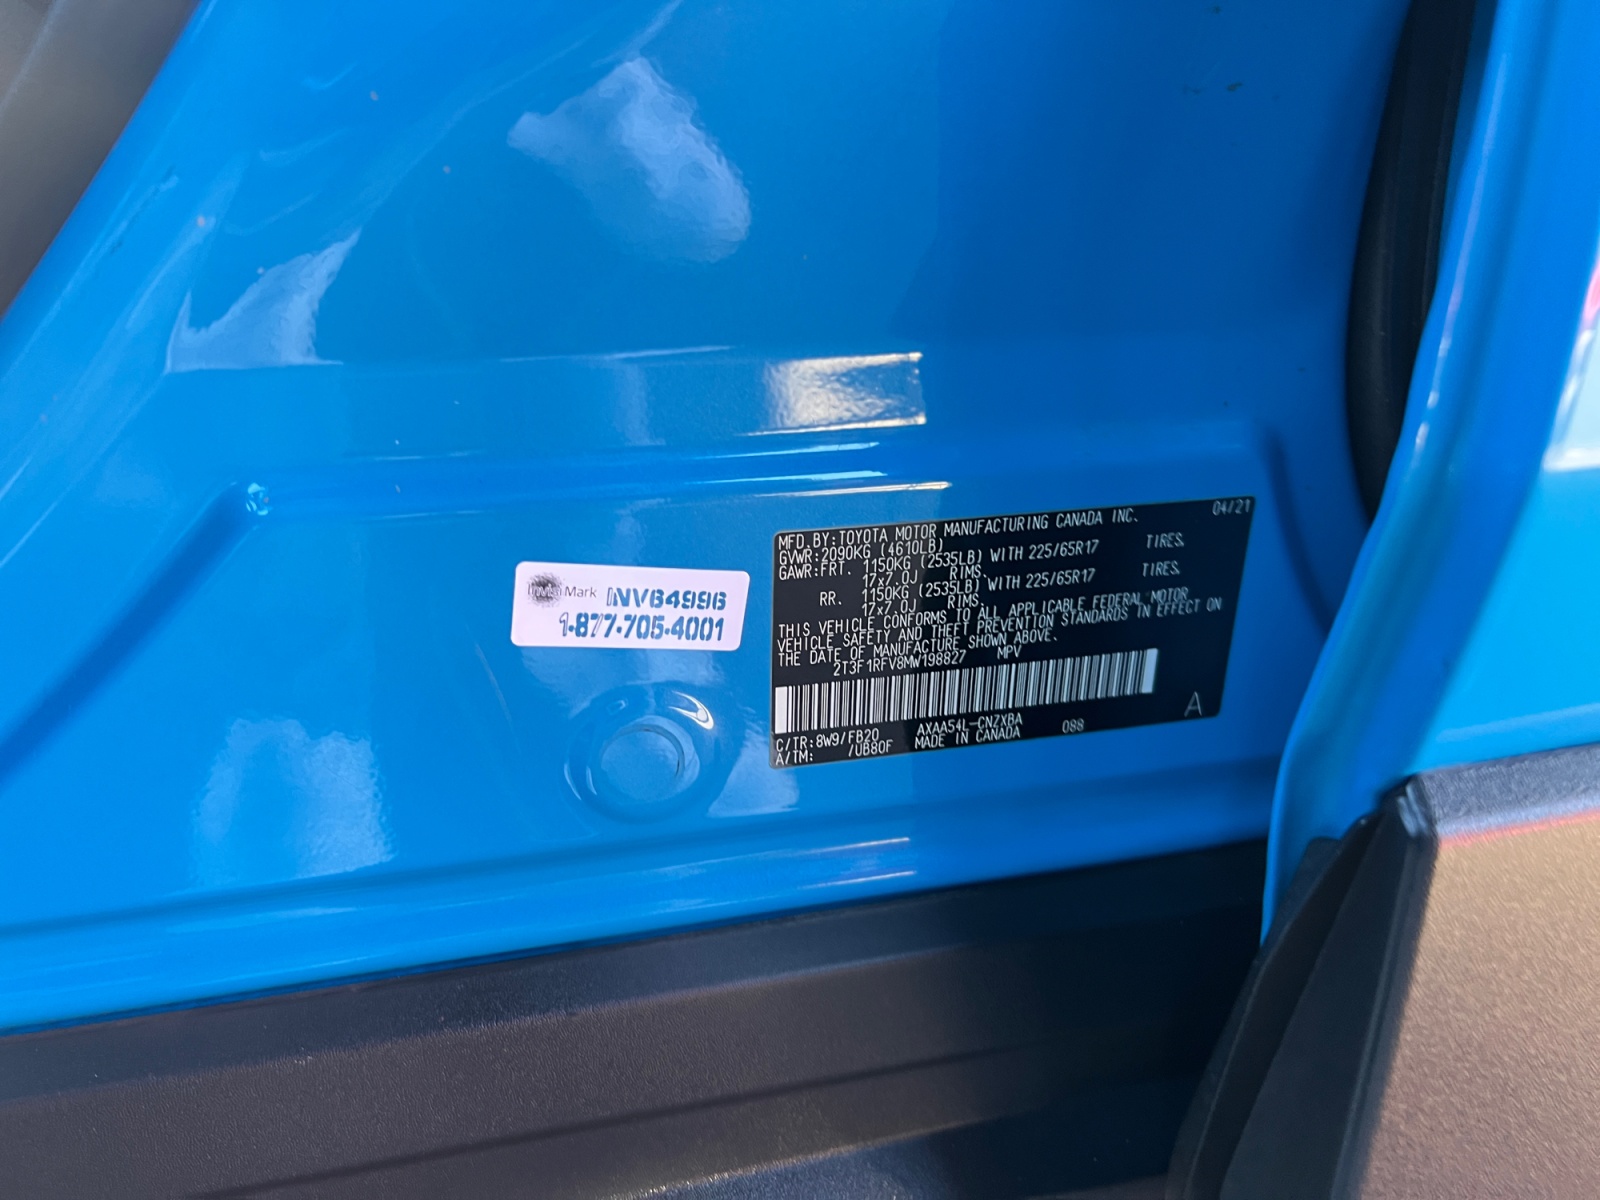 04/21
MFD.BY:TOYOTA MOTOR MANUFACTURING CANADA INC.
GVWR:2090KG (4610LB)
GAWR:FRT. 1150KG (2535LB) WITH 225/65R17 TIRES,
17x7.0J RIMS,
RR. 1150KG (2535LB) WITH 225/65R17 TIRES,
17x7.0J RIMS.
THIS VEHICLE CONFORMS TO ALL APPLICABLE FEDERAL MOTOR
VEHICLE SAFETY AND THEFT PREVENTION STANDARDS IN EFFECT ON
THE DATE OF MANUFACTURE SHOWN ABOVE.
2T3F1RFV8MW198827 MPV
C/TR:8W9/FB20 AXAA54L-CNZXBA 088
A/TM: /UB80F MADE IN CANADA
A
Mark INV64996
1-877-705-4001